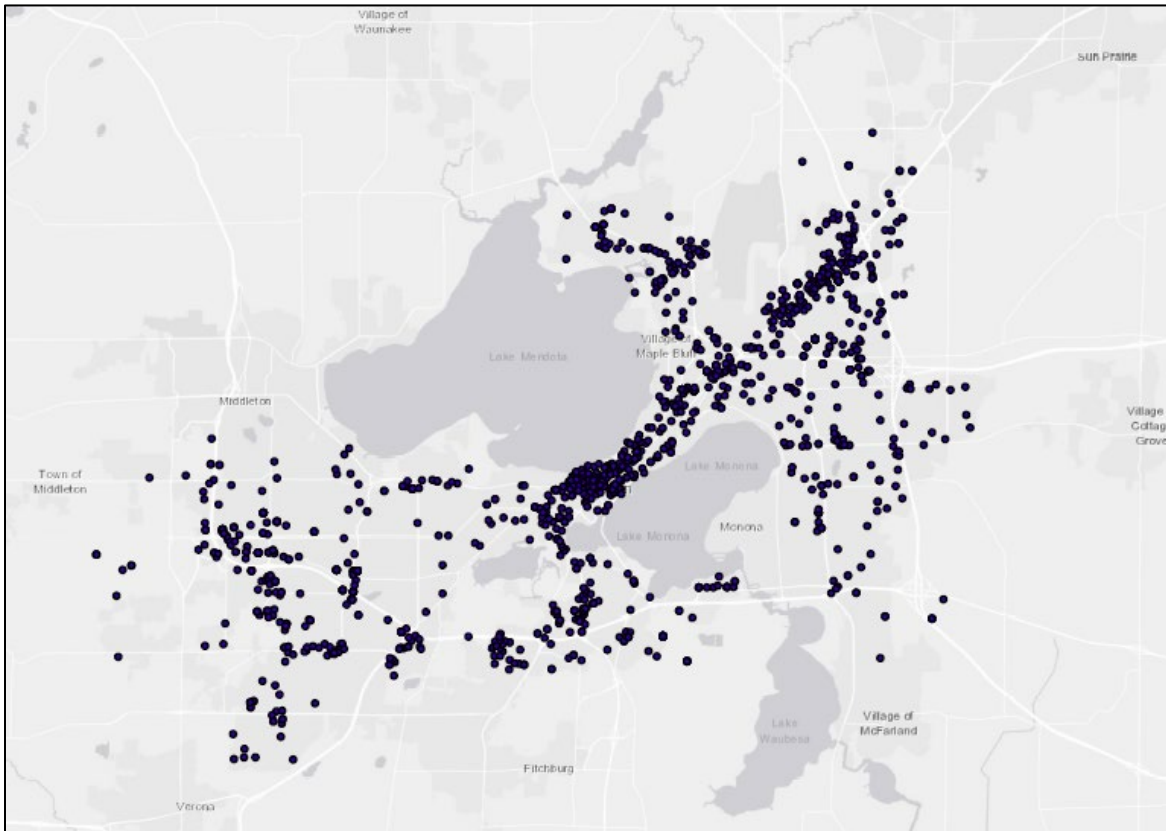 Village of
Waunakee
Sun Prairie
Village of
Maple Bluff
Lake Mendota
Middleton
Village
Cottag
Grove
Town of
Middleton
Lake Monona
Lake Monona
Monona
Village of
McFarland
Lake
Waubesa
Fitchburg
Verona